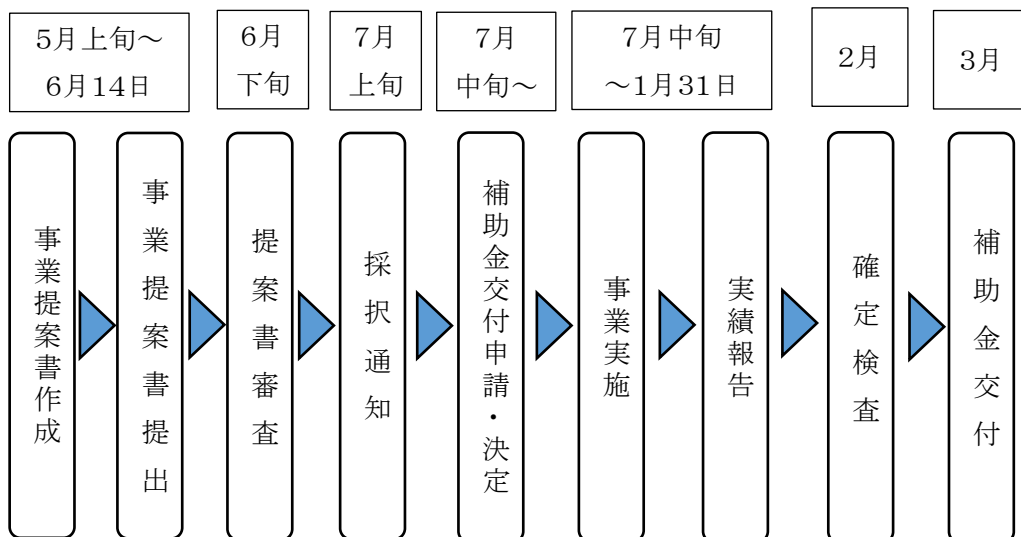 5月上旬～
6月14日
6月
下旬
7月
上旬
7月
中旬～
7月中旬
～1月31日
2月
3月
事業提案書作成
事業提案書提出
提案書審査
採択通知
補助金交付申請・決定
事業実施
実績報告
確定検査
補助金交付